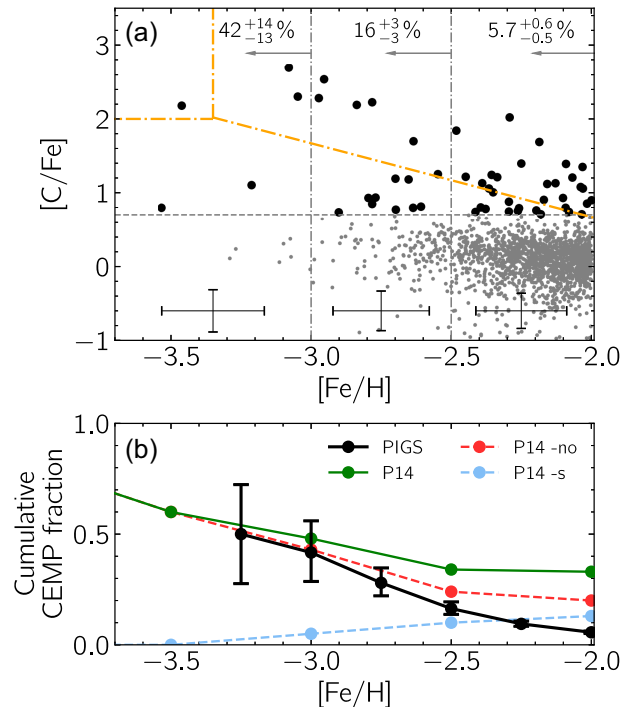 (a)
42+14−13%
16+3−3%
5.7+0.6−0.5%
3
2
1
0
−1
[C/Fe]
−3.5
−3.0
−2.5
−2.0
[Fe/H]
(b)
PIGS
P14 -no
P14
P14 -s
1.0
0.5
0.0
Cumulative
CEMP fraction
−3.5
−3.0
−2.5
−2.0
[Fe/H]